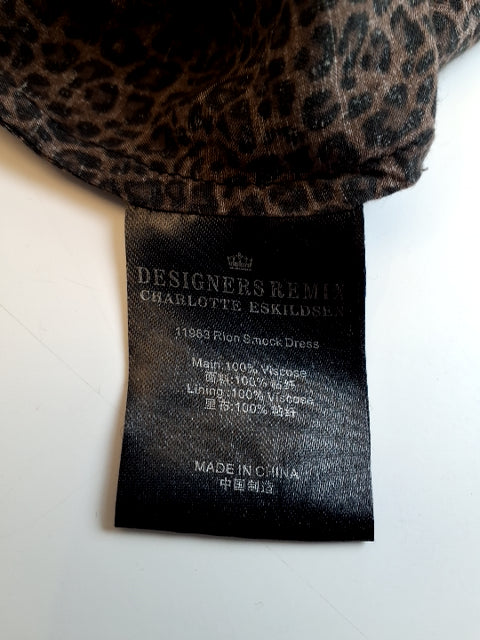 DESIGNERS REMIX
CHARLOTTE ESKILDSEN
11963 Rion Smock Dress
Main:100% Viscose
面料:100% 粘纤
Lining :100% Viscose
里布:100% 粘纤
MADE IN CHINA
中国制造